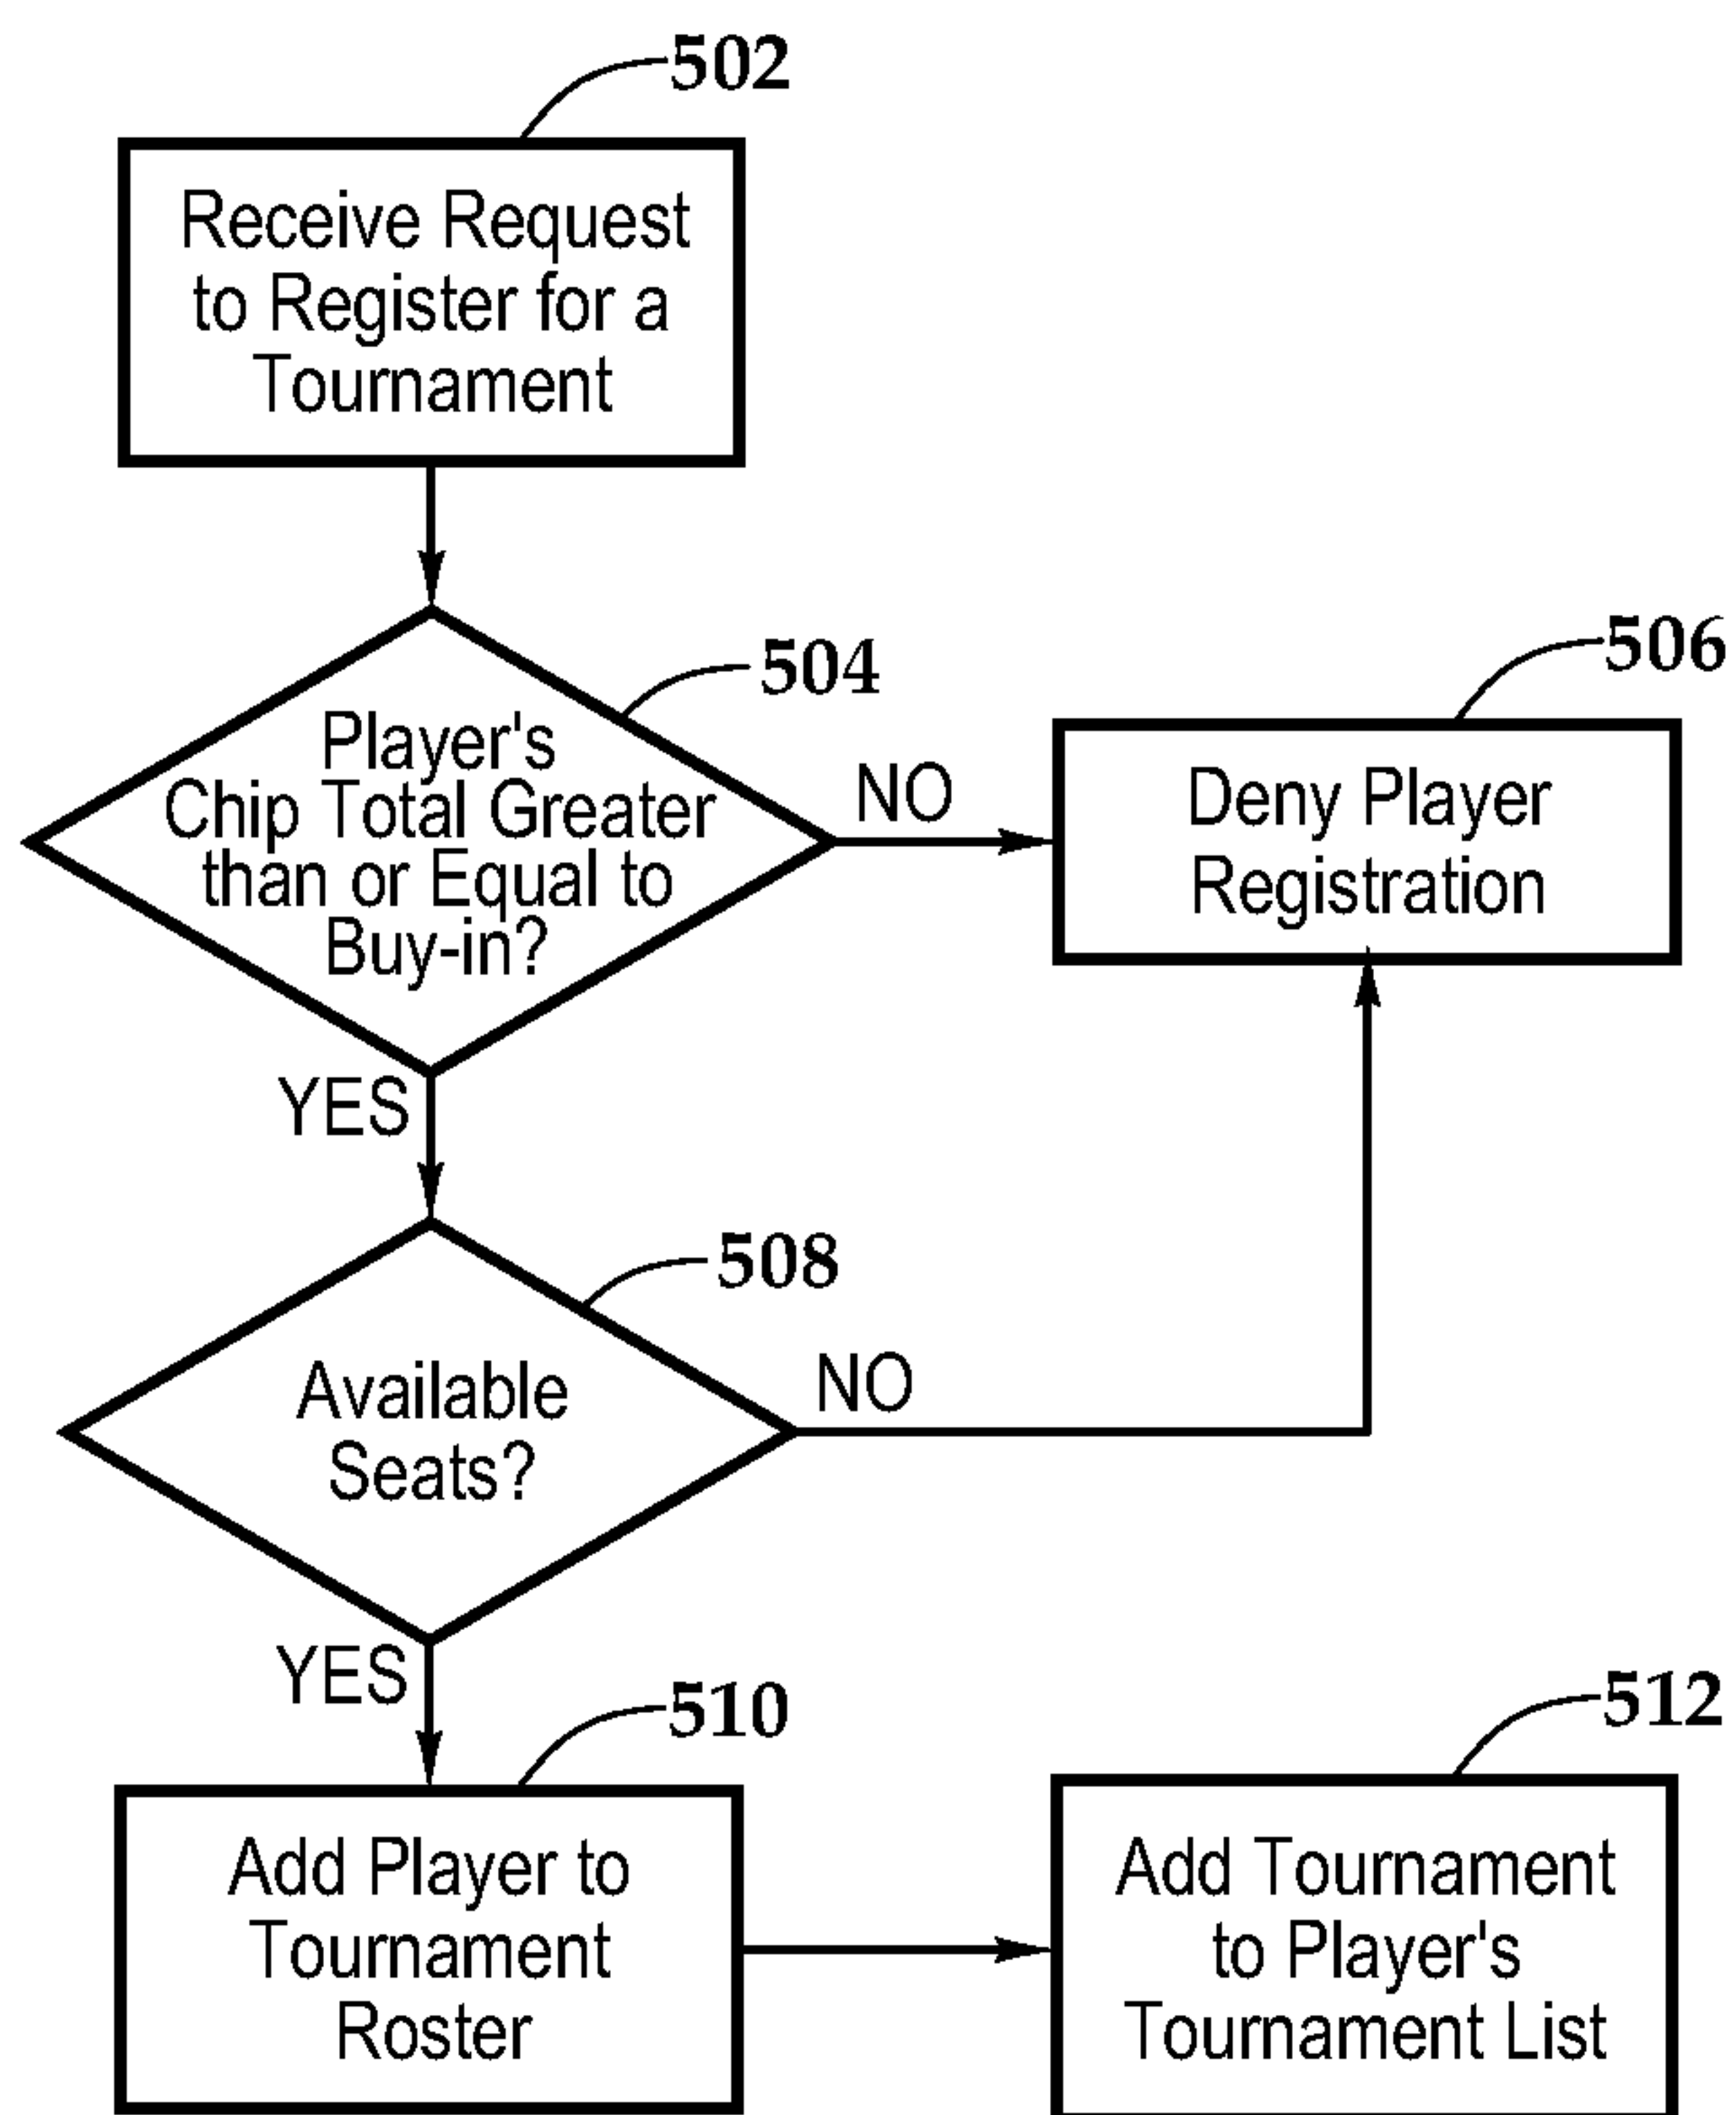 502
Receive Request
to Register for a
Tournament
504
Player's
Chip Total Greater
than or Equal to
Buy-in?
NO
506
Deny Player
Registration
YES
508
Available
Seats?
NO
YES
510
Add Player to
Tournament
Roster
512
Add Tournament
to Player's
Tournament List